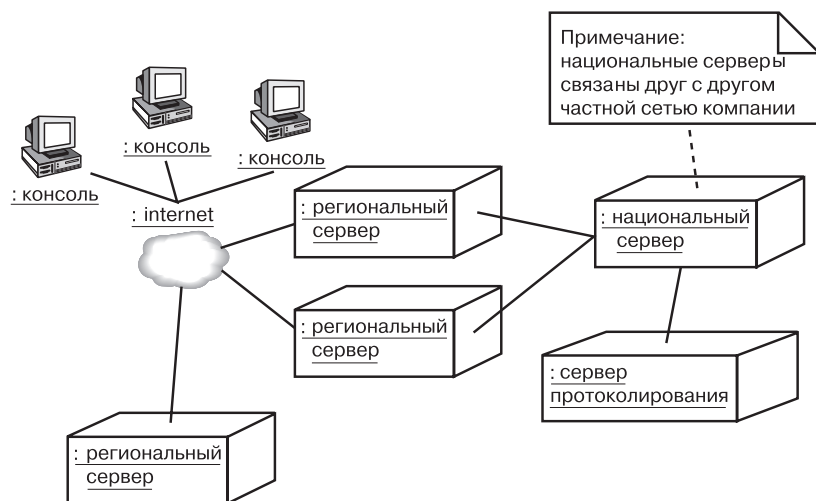 Примечание:
национальные серверы
связаны друг с другом
частной сетью компании
: консоль
: консоль
: консоль
: internet
: региональный
сервер
: национальный
сервер
: региональный
сервер
: сервер
протоколирования
: региональный
сервер